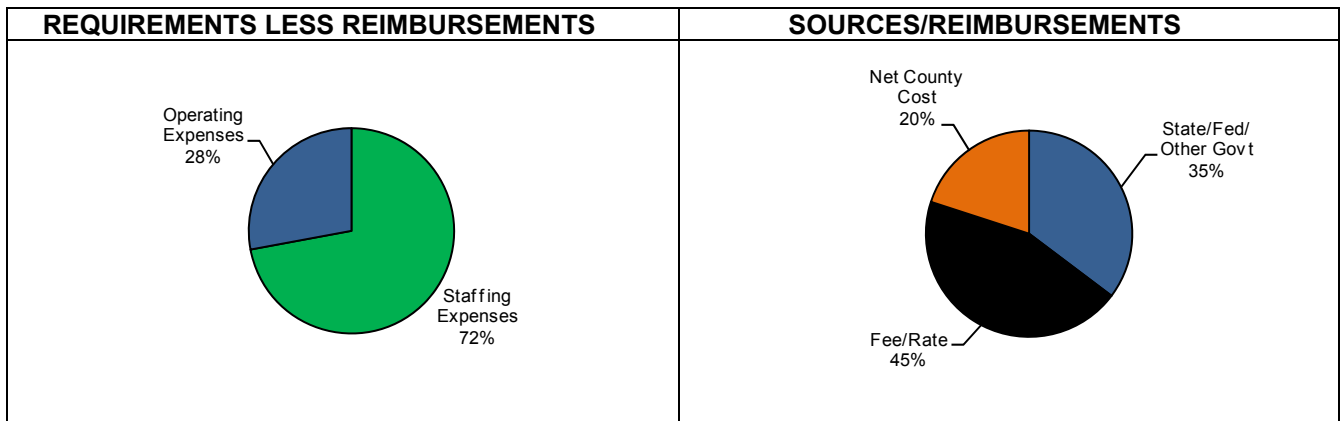 REQUIREMENTS LESS REIMBURSEMENTS
SOURCES/REIMBURSEMENTS
Operating
Expenses
28%
Staffing
Expenses
72%
Net County
Cost
20%
State/Fed/
Other Govt
35%
Fee/Rate
45%